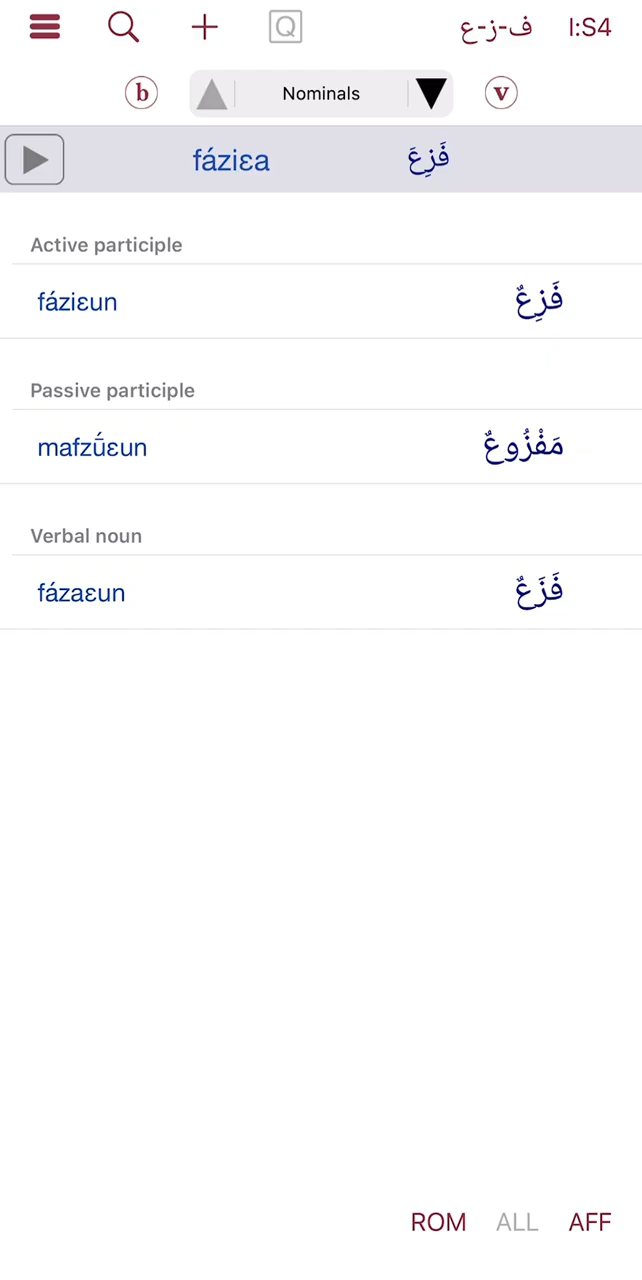 Q ف-ز-ع I:S4
b Nominals v
fáziɛa فَزِعَ
Active participle
fáziɛun فَزِعٌ
Passive participle
mafzū́ɛun مَفْزُوعٌ
Verbal noun
fázaɛun فَزَعٌ
ROM ALL AFF